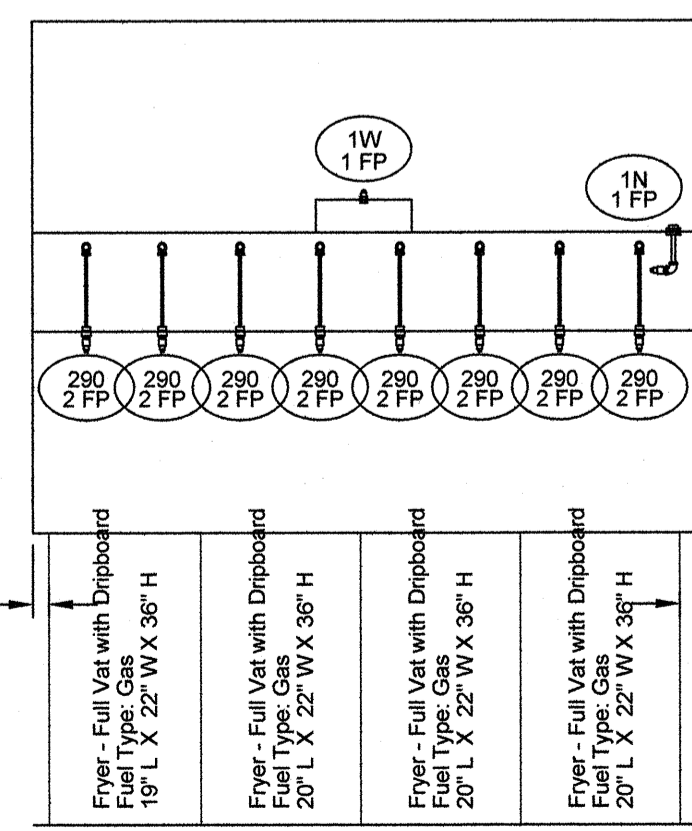 1W
1 FP
1N
1 FP
290
2 FP
290
2 FP
290
2 FP
290
2 FP
290
2 FP
290
2 FP
290
2 FP
290
2 FP
Fryer - Full Vat with Dripboard
Fuel Type: Gas
19" L X 22" W X 36" H
Fryer - Full Vat with Dripboard
Fuel Type: Gas
20" L X 22" W X 36" H
Fryer - Full Vat with Dripboard
Fuel Type: Gas
20" L X 22" W X 36" H
Fryer - Full Vat with Dripboard
Fuel Type: Gas
20" L X 22" W X 36" H